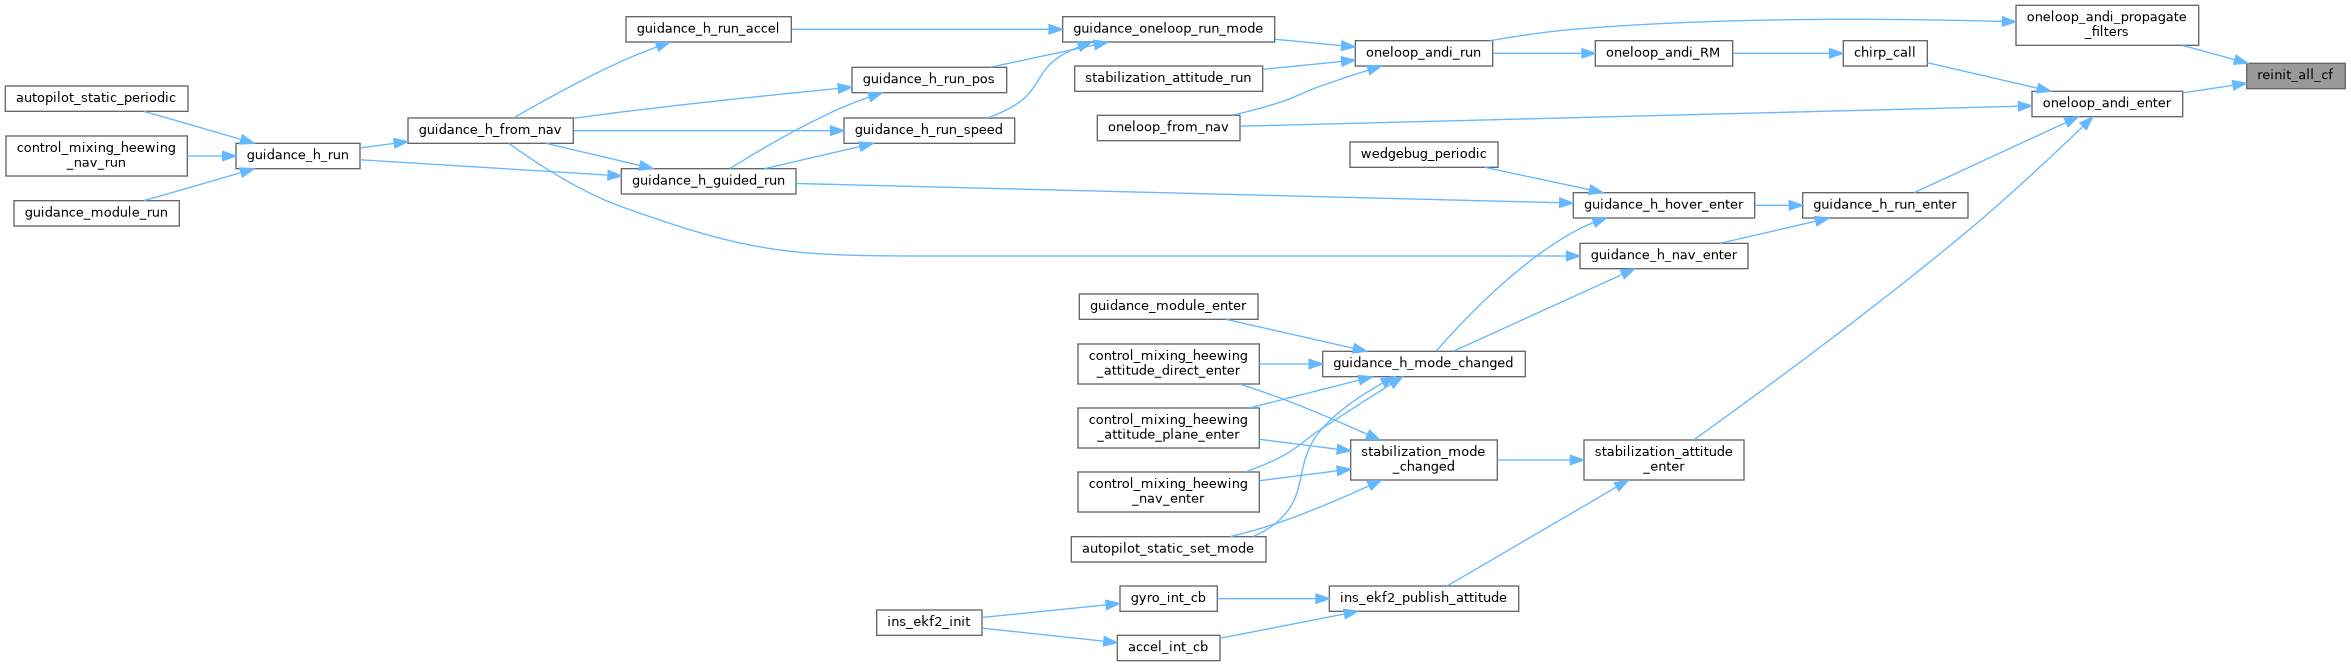 guidance_h_run_accel
guidance_oneloop_run_mode
oneloop_andi_propagate
_filters
oneloop_andi_run
oneloop_andi_RM
chirp_call
reinit_all_cf
guidance_h_run_pos
stabilization_attitude_run
autopilot_static_periodic
oneloop_andi_enter
guidance_h_from_nav
guidance_h_run_speed
oneloop_from_nav
control_mixing_heewing
_nav_run
guidance_h_run
wedgebug_periodic
guidance_h_guided_run
guidance_module_run
guidance_h_hover_enter
guidance_h_run_enter
guidance_h_nav_enter
guidance_module_enter
control_mixing_heewing
_attitude_direct_enter
guidance_h_mode_changed
control_mixing_heewing
_attitude_plane_enter
stabilization_mode
_changed
stabilization_attitude
_enter
control_mixing_heewing
_nav_enter
autopilot_static_set_mode
gyro_int_cb
ins_ekf2_publish_attitude
ins_ekf2_init
accel_int_cb